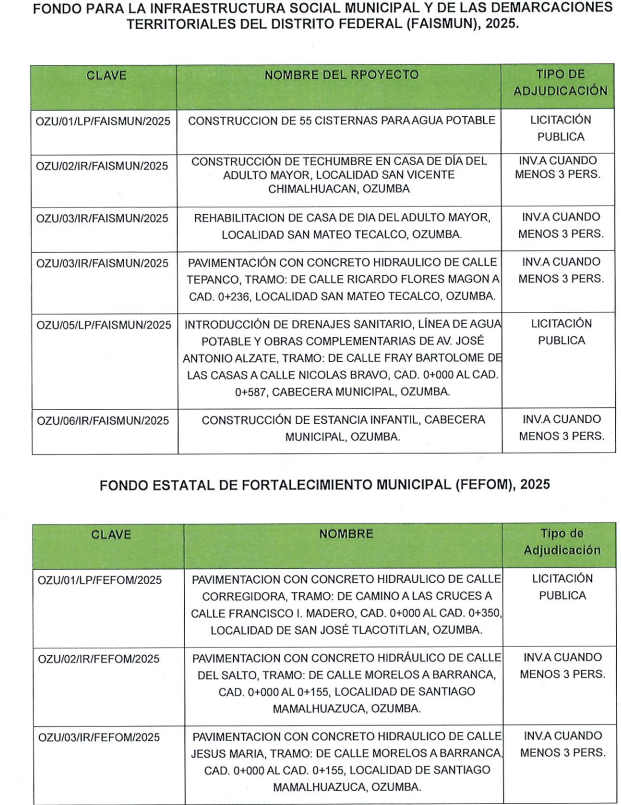 FONDO PARA LA INFRAESTRUCTURA SOCIAL MUNICIPAL Y DE LAS DEMARCACIONES
TERRITORIALES DEL DISTRITO FEDERAL (FAISMUN), 2025.
CLAVE NOMBRE DEL RPOYECTO TIPO DE
ADJUDICACIÓN
OZU/01/LP/FAISMUN/2025 CONSTRUCCION DE 55 CISTERNAS PARA AGUA POTABLE LICITACIÓN
PUBLICA
OZU/02/IR/FAISMUN/2025 CONSTRUCCIÓN DE TECHUMBRE EN CASA DE DÍA DEL INV.A CUANDO
ADULTO MAYOR, LOCALIDAD SAN VICENTE MENOS 3 PERS.
CHIMALHUACAN, OZUMBA
OZU/03/IR/FAISMUN/2025 REHABILITACION DE CASA DE DIA DEL ADULTO MAYOR, INV.A CUANDO
LOCALIDAD SAN MATEO TECALCO, OZUMBA. MENOS 3 PERS.
OZU/03/IR/FAISMUN/2025 PAVIMENTACIÓN CON CONCRETO HIDRAULICO DE CALLE INV.A CUANDO
TEPANCO, TRAMO: DE CALLE RICARDO FLORES MAGON A MENOS 3 PERS.
CAD. 0+236, LOCALIDAD SAN MATEO TECALCO, OZUMBA.
OZU/05/LP/FAISMUN/2025 INTRODUCCIÓN DE DRENAJES SANITARIO, LÍNEA DE AGUA LICITACIÓN
POTABLE Y OBRAS COMPLEMENTARIAS DE AV. JOSÉ PUBLICA
ANTONIO ALZATE, TRAMO: DE CALLE FRAY BARTOLOME DE
LAS CASAS A CALLE NICOLAS BRAVO, CAD. 0+000 AL CAD.
0+587, CABECERA MUNICIPAL, OZUMBA.
OZU/06/IR/FAISMUN/2025 CONSTRUCCIÓN DE ESTANCIA INFANTIL, CABECERA INV.A CUANDO
MUNICIPAL, OZUMBA. MENOS 3 PERS.
FONDO ESTATAL DE FORTALECIMIENTO MUNICIPAL (FEFOM), 2025
CLAVE NOMBRE Tipo de
Adjudicación
OZU/01/LP/FEFOM/2025 PAVIMENTACION CON CONCRETO HIDRAULICO DE CALLE LICITACIÓN
CORREGIDORA, TRAMO: DE CAMINO A LAS CRUCES A PUBLICA
CALLE FRANCISCO I. MADERO, CAD. 0+000 AL CAD. 0+350,
LOCALIDAD DE SAN JOSÉ TLACOTITLAN, OZUMBA.
OZU/02/IR/FEFOM/2025 PAVIMENTACION CON CONCRETO HIDRÁULICO DE CALLE INV.A CUANDO
DEL SALTO, TRAMO: DE CALLE MORELOS A BARRANCA, MENOS 3 PERS.
CAD. 0+000 AL 0+155, LOCALIDAD DE SANTIAGO
MAMALHUAZUCA, OZUMBA.
OZU/03/IR/FEFOM/2025 PAVIMENTACION CON CONCRETO HIDRAULICO DE CALLE INV.A CUANDO
JESUS MARIA, TRAMO: DE CALLE MORELOS A BARRANCA, MENOS 3 PERS.
CAD. 0+000 AL CAD. 0+155, LOCALIDAD DE SANTIAGO
MAMALHUAZUCA, OZUMBA.